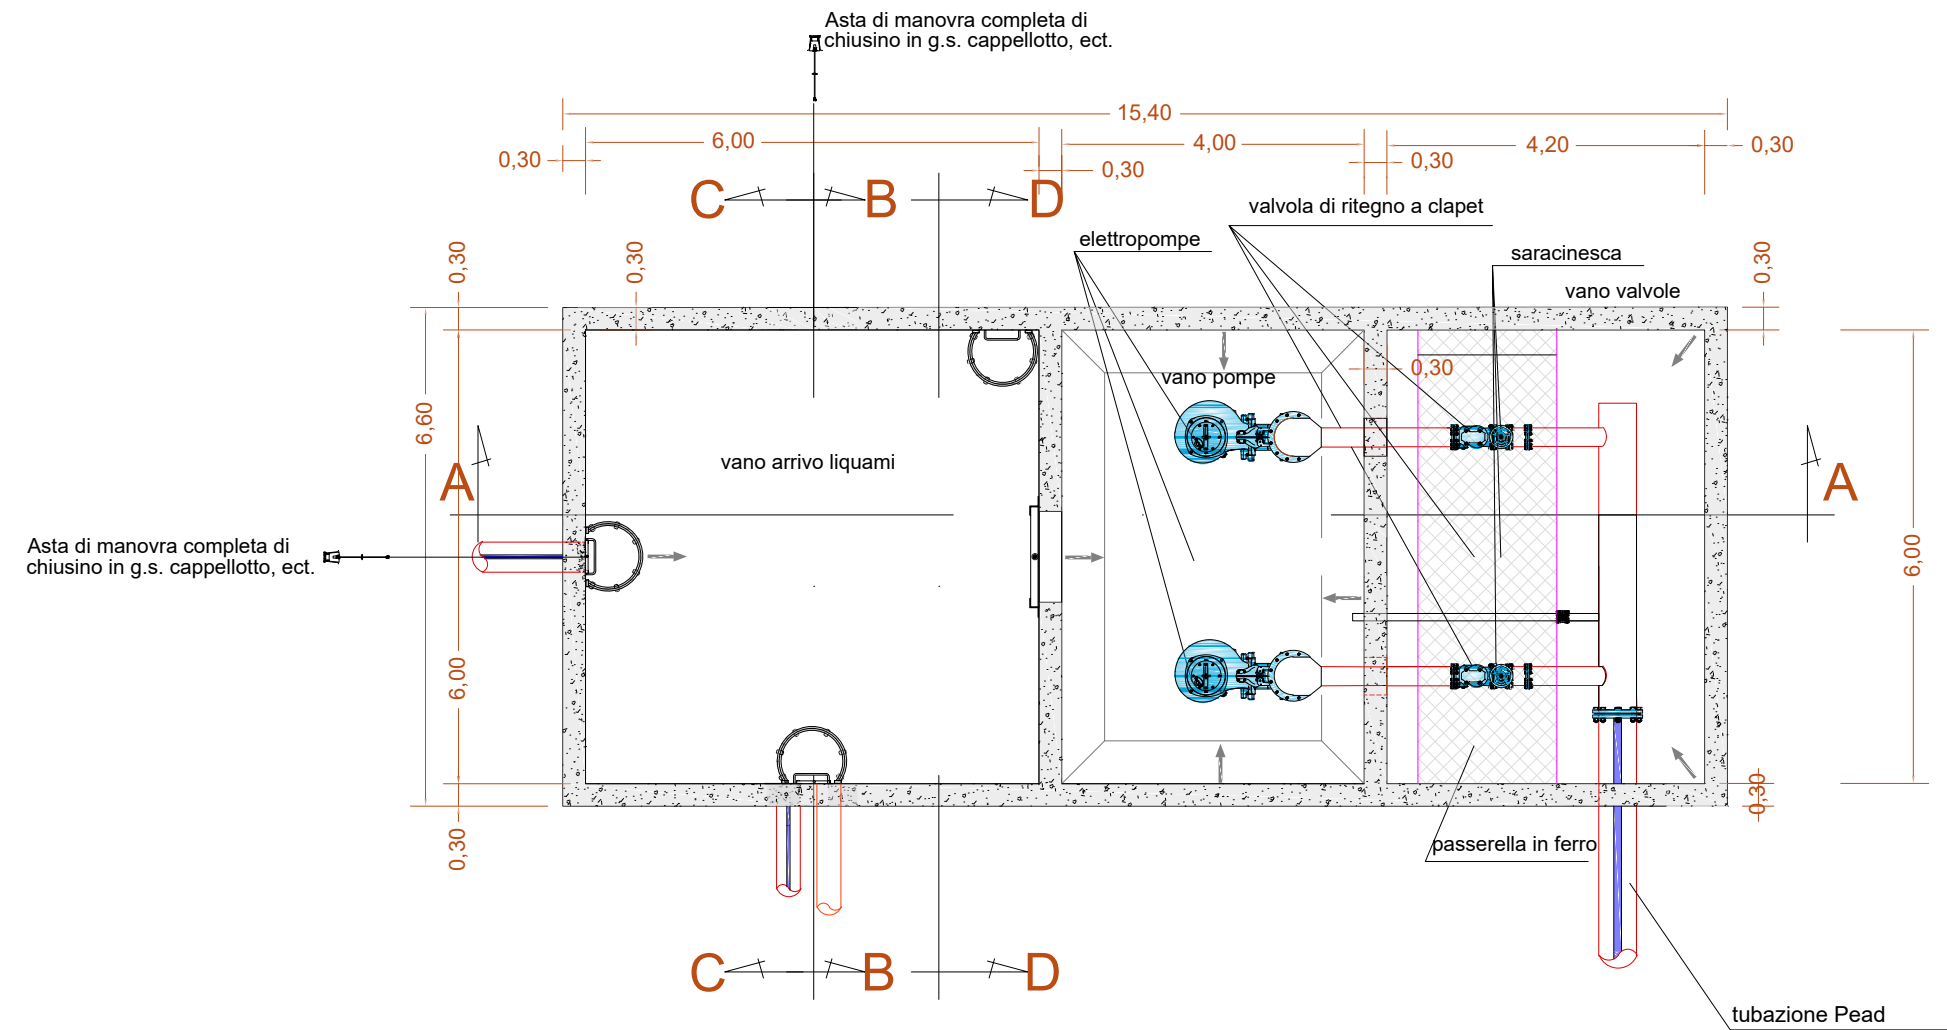 Asta di manovra completa di
chiusino in g.s. cappellotto, ect.
15,40
6,00
4,00
4,20
0,30
0,30
0,30
0,30
C
B
D
valvola di ritegno a clapet
elettropompe
saracinesca
vano valvole
0,30
0,30
0,30
vano pompe
0,30
6,60
vano arrivo liquami
A
A
Asta di manovra completa di
chiusino in g.s. cappellotto, ect.
6,00
6,00
0,30
0,30
passerella in ferro
C
B
D
tubazione Pead